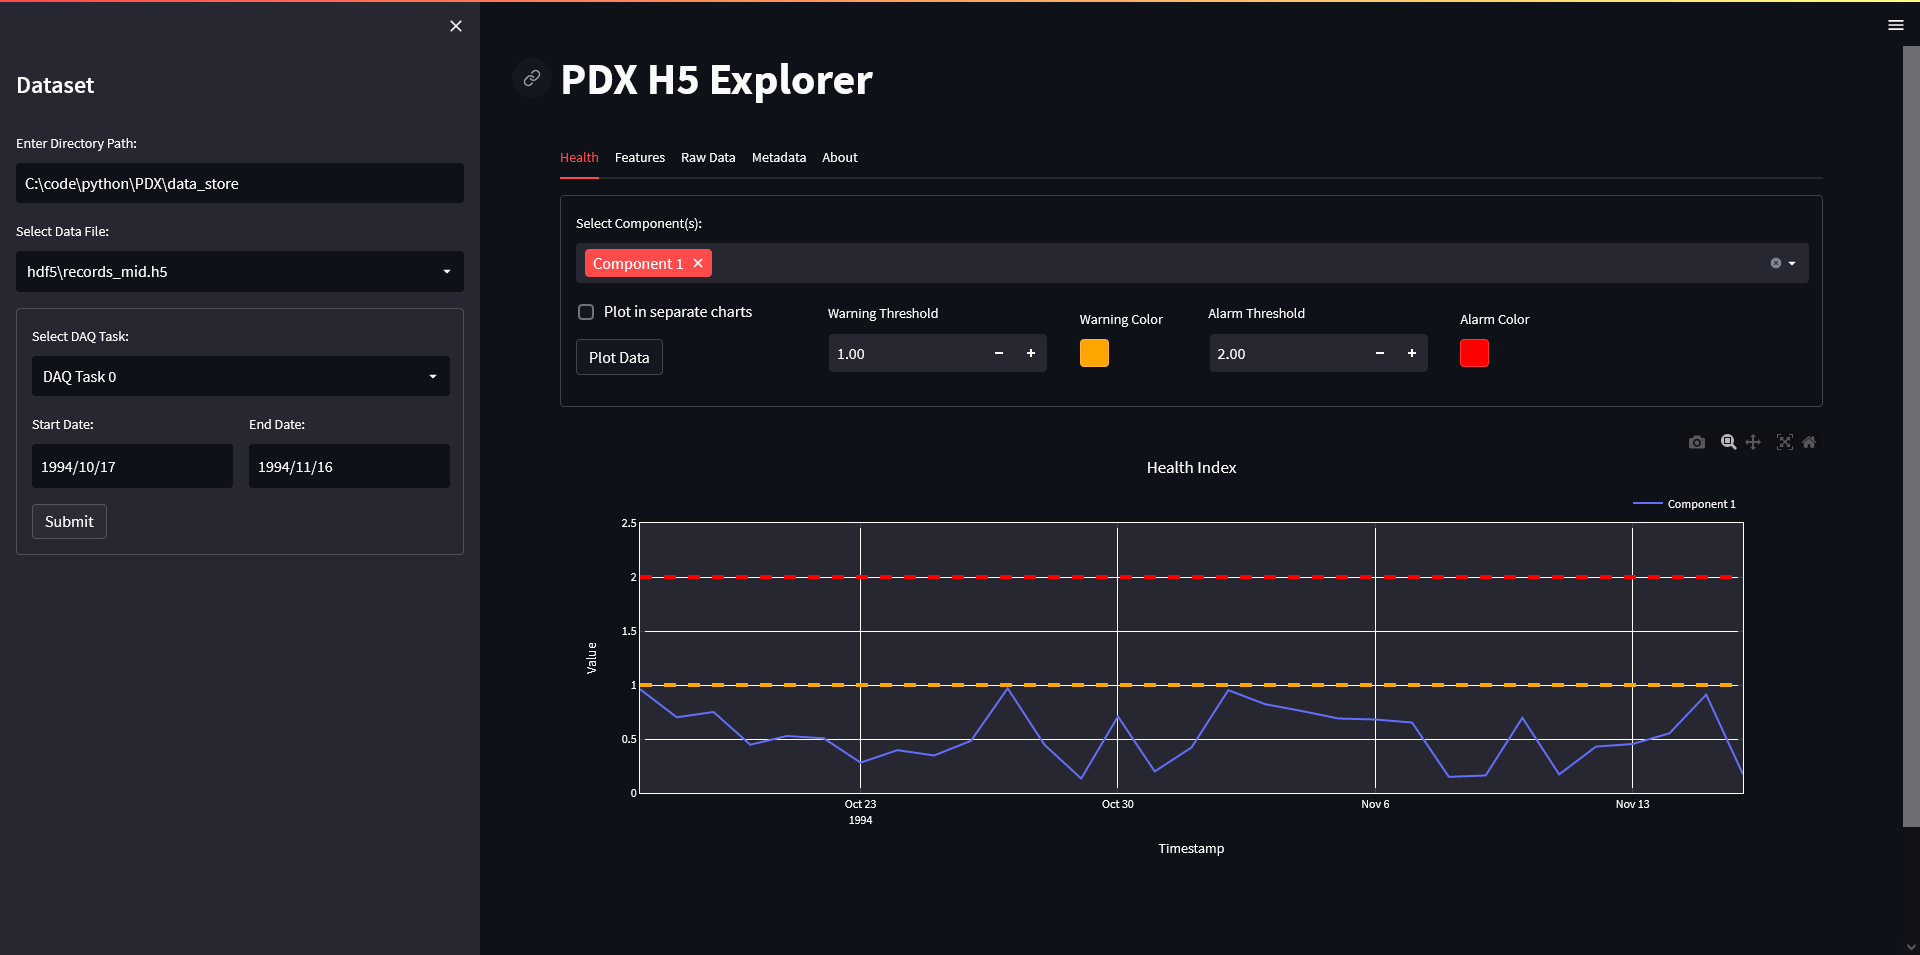 Dataset
Enter Directory Path:
C:\code\python\PDX\data_store
Select Data File:
hdf5\records_mid.h5
Select DAQ Task:
DAQ Task 0
Start Date:
End Date:
1994/10/17
1994/11/16
Submit
PDX H5 Explorer
Health
Features
Raw Data
Metadata
About
Select Component(s):
Component 1
Plot in separate charts
Plot Data
Warning Threshold
1.00
Warning Color
Alarm Threshold
2.00
Alarm Color
Health Index
Component 1
2.5
2
1.5
1
0.5
0
Value
Oct 23
1994
Oct 30
Nov 6
Nov 13
Timestamp